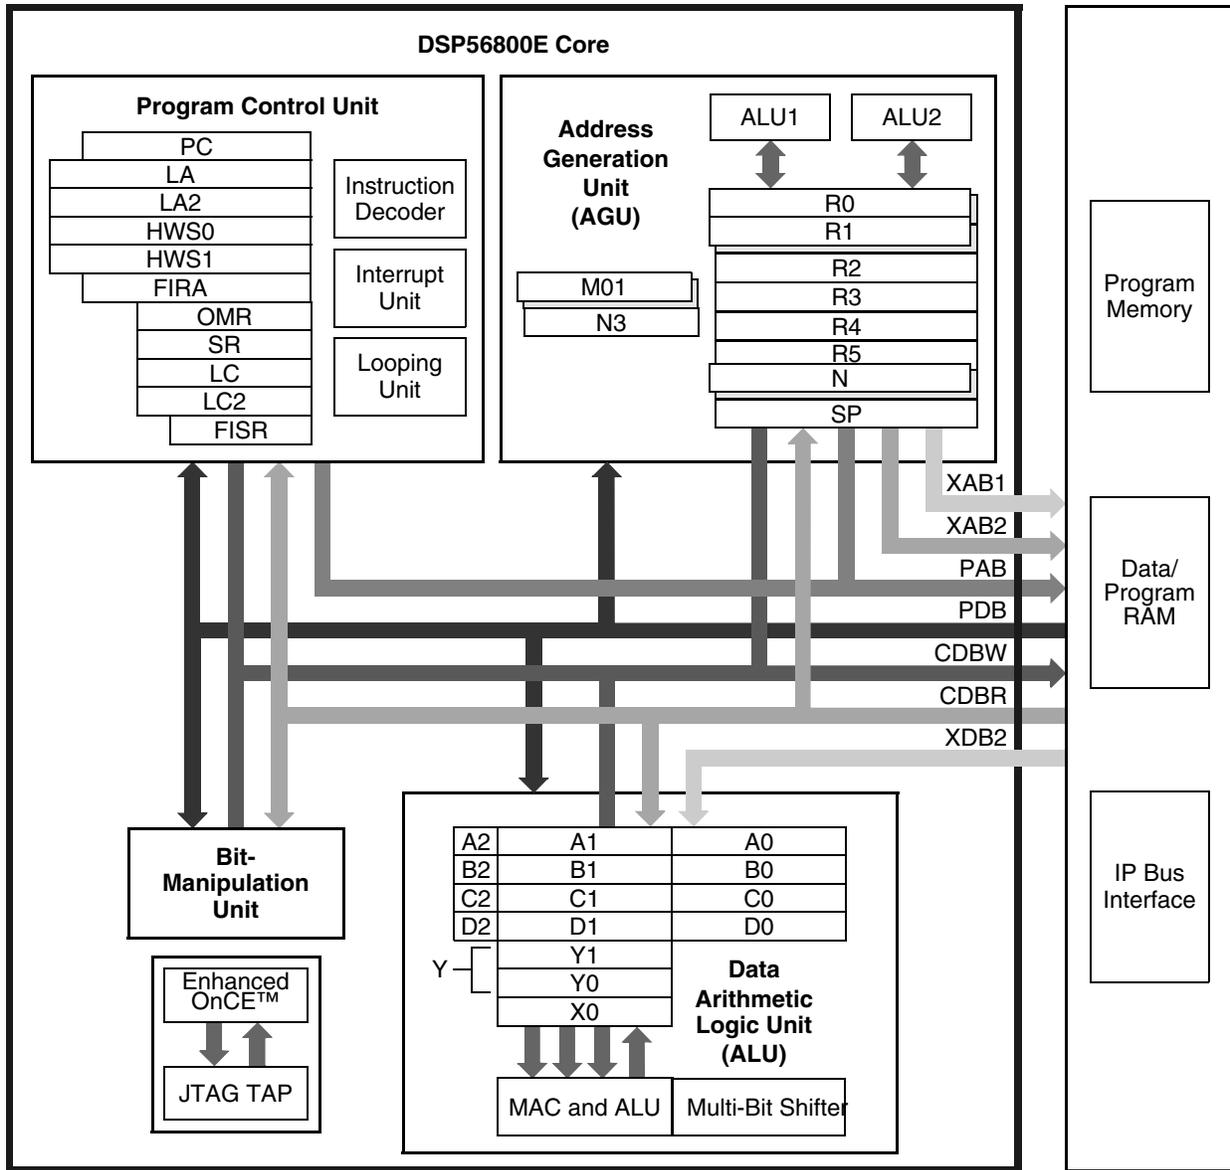 DSP56800E Core
Program Control Unit
PC
LA
LA2
HWS0
HWS1
FIRA
OMR
SR
LC
LC2
FISR
Instruction
Decoder
Interrupt
Unit
Looping
Unit
Address
Generation
Unit
(AGU)
ALU1
ALU2
R0
R1
R2
R3
R4
R5
N
SP
M01
N3
XAB1
XAB2
PAB
PDB
CDBW
CDBR
XDB2
Program
Memory
Data/
Program
RAM
IP Bus
Interface
Bit-
Manipulation
Unit
Enhanced
OnCE™
JTAG TAP
A2 A1 A0
B2 B1 B0
C2 C1 C0
D2 D1 D0
Y
Y1
Y0
X0
Data
Arithmetic
Logic Unit
(ALU)
MAC and ALU
Multi-Bit Shifter